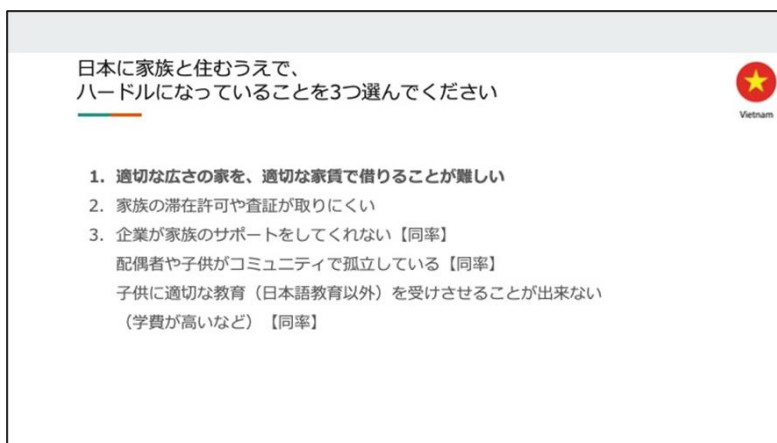 日本に家族と住むうえで、
ハードルになっていることを3つ選んでください
Vietnam
1. 適切な広さの家を、適切な家賃で借りることが難しい
2. 家族の滞在許可や査証が取りにくい
3. 企業が家族のサポートをしてくれない【同率】
配偶者や子供がコミュニティで孤立している【同率】
子供に適切な教育（日本語教育以外）を受けさせることが出来ない
（学費が高いなど）【同率】